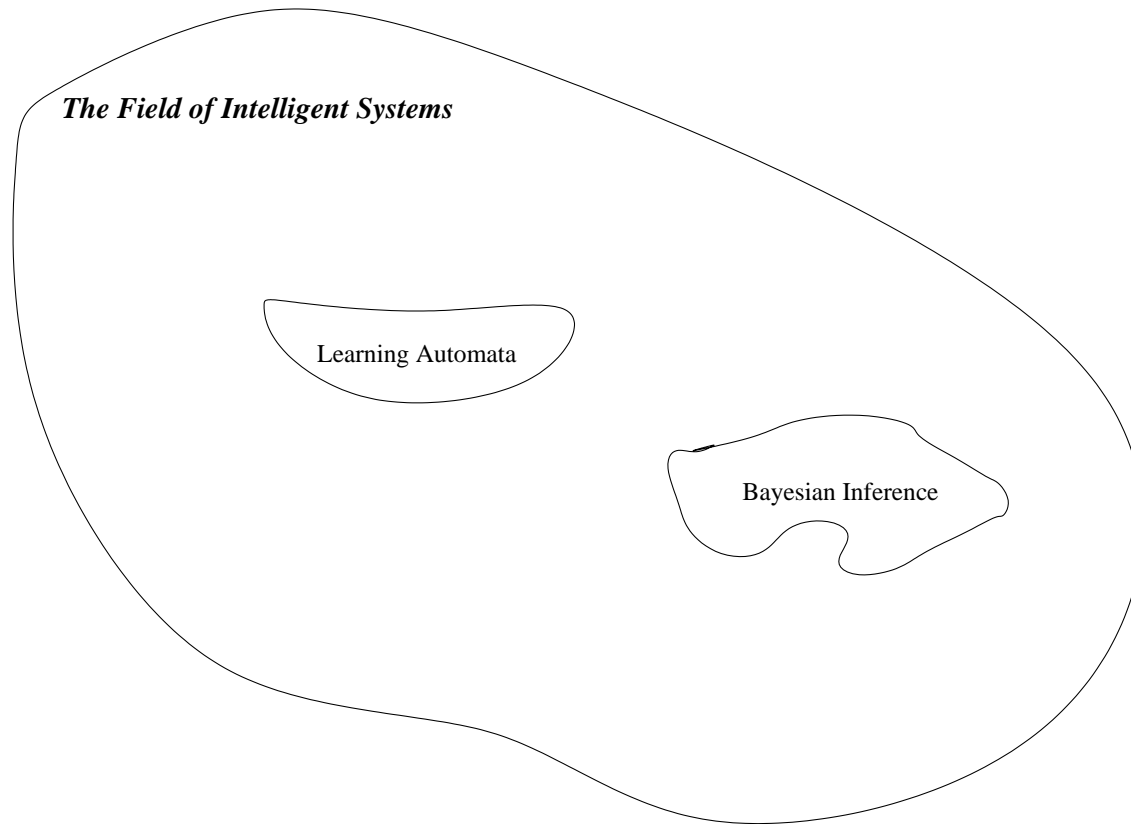 The Field of Intelligent Systems
Learning Automata
Bayesian Inference